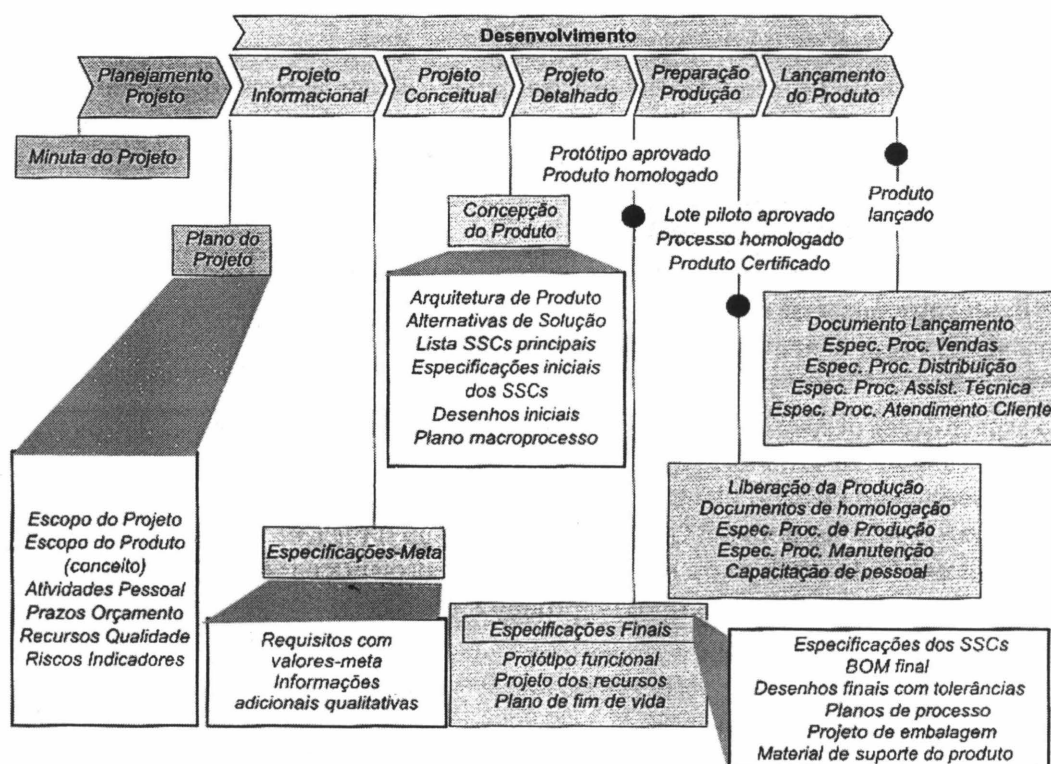 Desenvolvimento
Planejamento
Projeto
Projeto
Informacional
Projeto
Conceitual
Projeto
Detalhado
Preparação
Produção
Lançamento
do Produto
Minuta do Projeto
Plano do
Projeto
Escopo do Projeto
Escopo do Produto
(conceito)
Atividades Pessoal
Prazos Orçamento
Recursos Qualidade
Riscos Indicadores
Especificações-Meta
Requisitos com
valores-meta
Informações
adicionais qualitativas
Concepção
do Produto
Arquitetura de Produto
Alternativas de Solução
Lista SSCs principais
Especificações iniciais
dos SSCs
Desenhos iniciais
Plano macroprocesso
Protótipo aprovado
Produto homologado
Especificações Finais
Protótipo funcional
Projeto dos recursos
Plano de fim de vida
Especificações dos SSCs
BOM final
Desenhos finais com tolerâncias
Planos de processo
Projeto de embalagem
Material de suporte do produto
Lote piloto aprovado
Processo homologado
Produto Certificado
Liberação da Produção
Documentos de homologação
Espec. Proc. de Produção
Espec. Proc. Manutenção
Capacitação de pessoal
Produto
lançado
Documento Lançamento
Espec. Proc. Vendas
Espec. Proc. Distribuição
Espec. Proc. Assist. Técnica
Espec. Proc. Atendimento Cliente